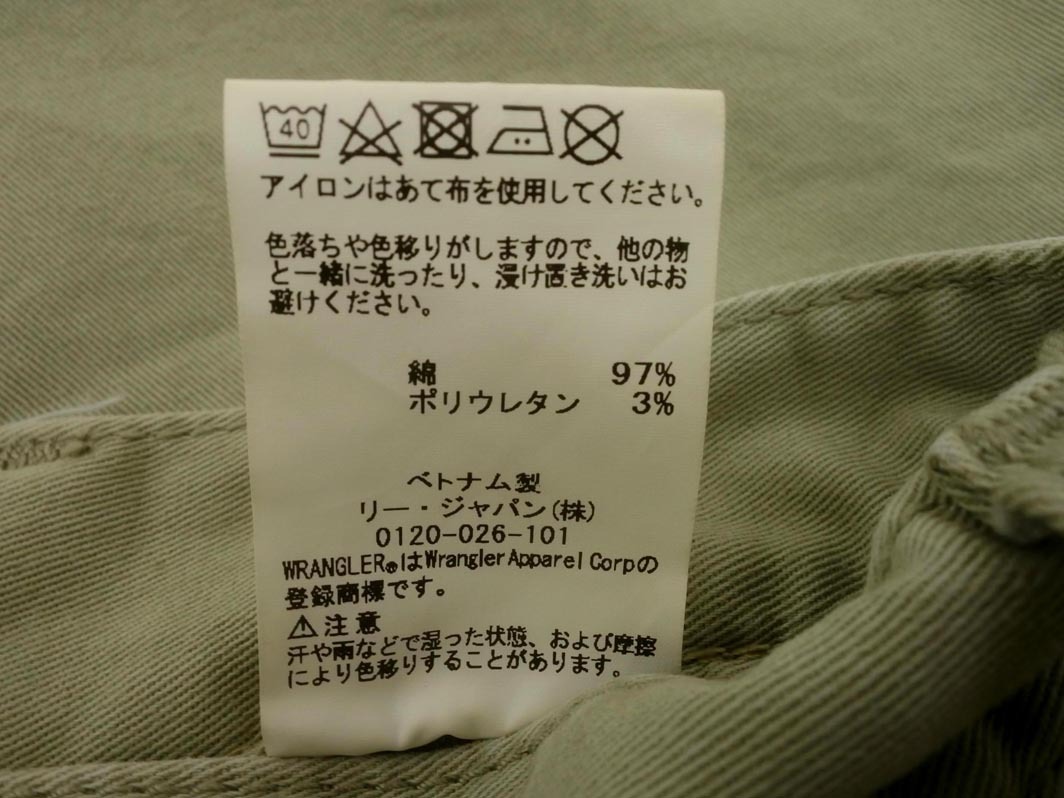 40
アイロンはあて布を使用してください。
色落ちや色移りがしますので、他の物
と一緒に洗ったり、浸け置き洗いはお
避けください。
綿 97%
ポリウレタン 3%
ベトナム製
リー・ジャパン(株)
0120-026-101
WRANGLER®はWrangler Apparel Corpの
登録商標です。
⚠注意
汗や雨などで湿った状態、および摩擦
により色移りすることがあります。